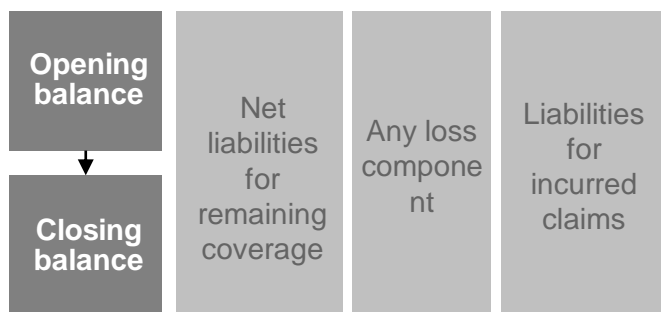 Opening
balance
Closing
balance
Net
liabilities
for
remaining
coverage
Any loss
compone
nt
Liabilities
for
incurred
claims